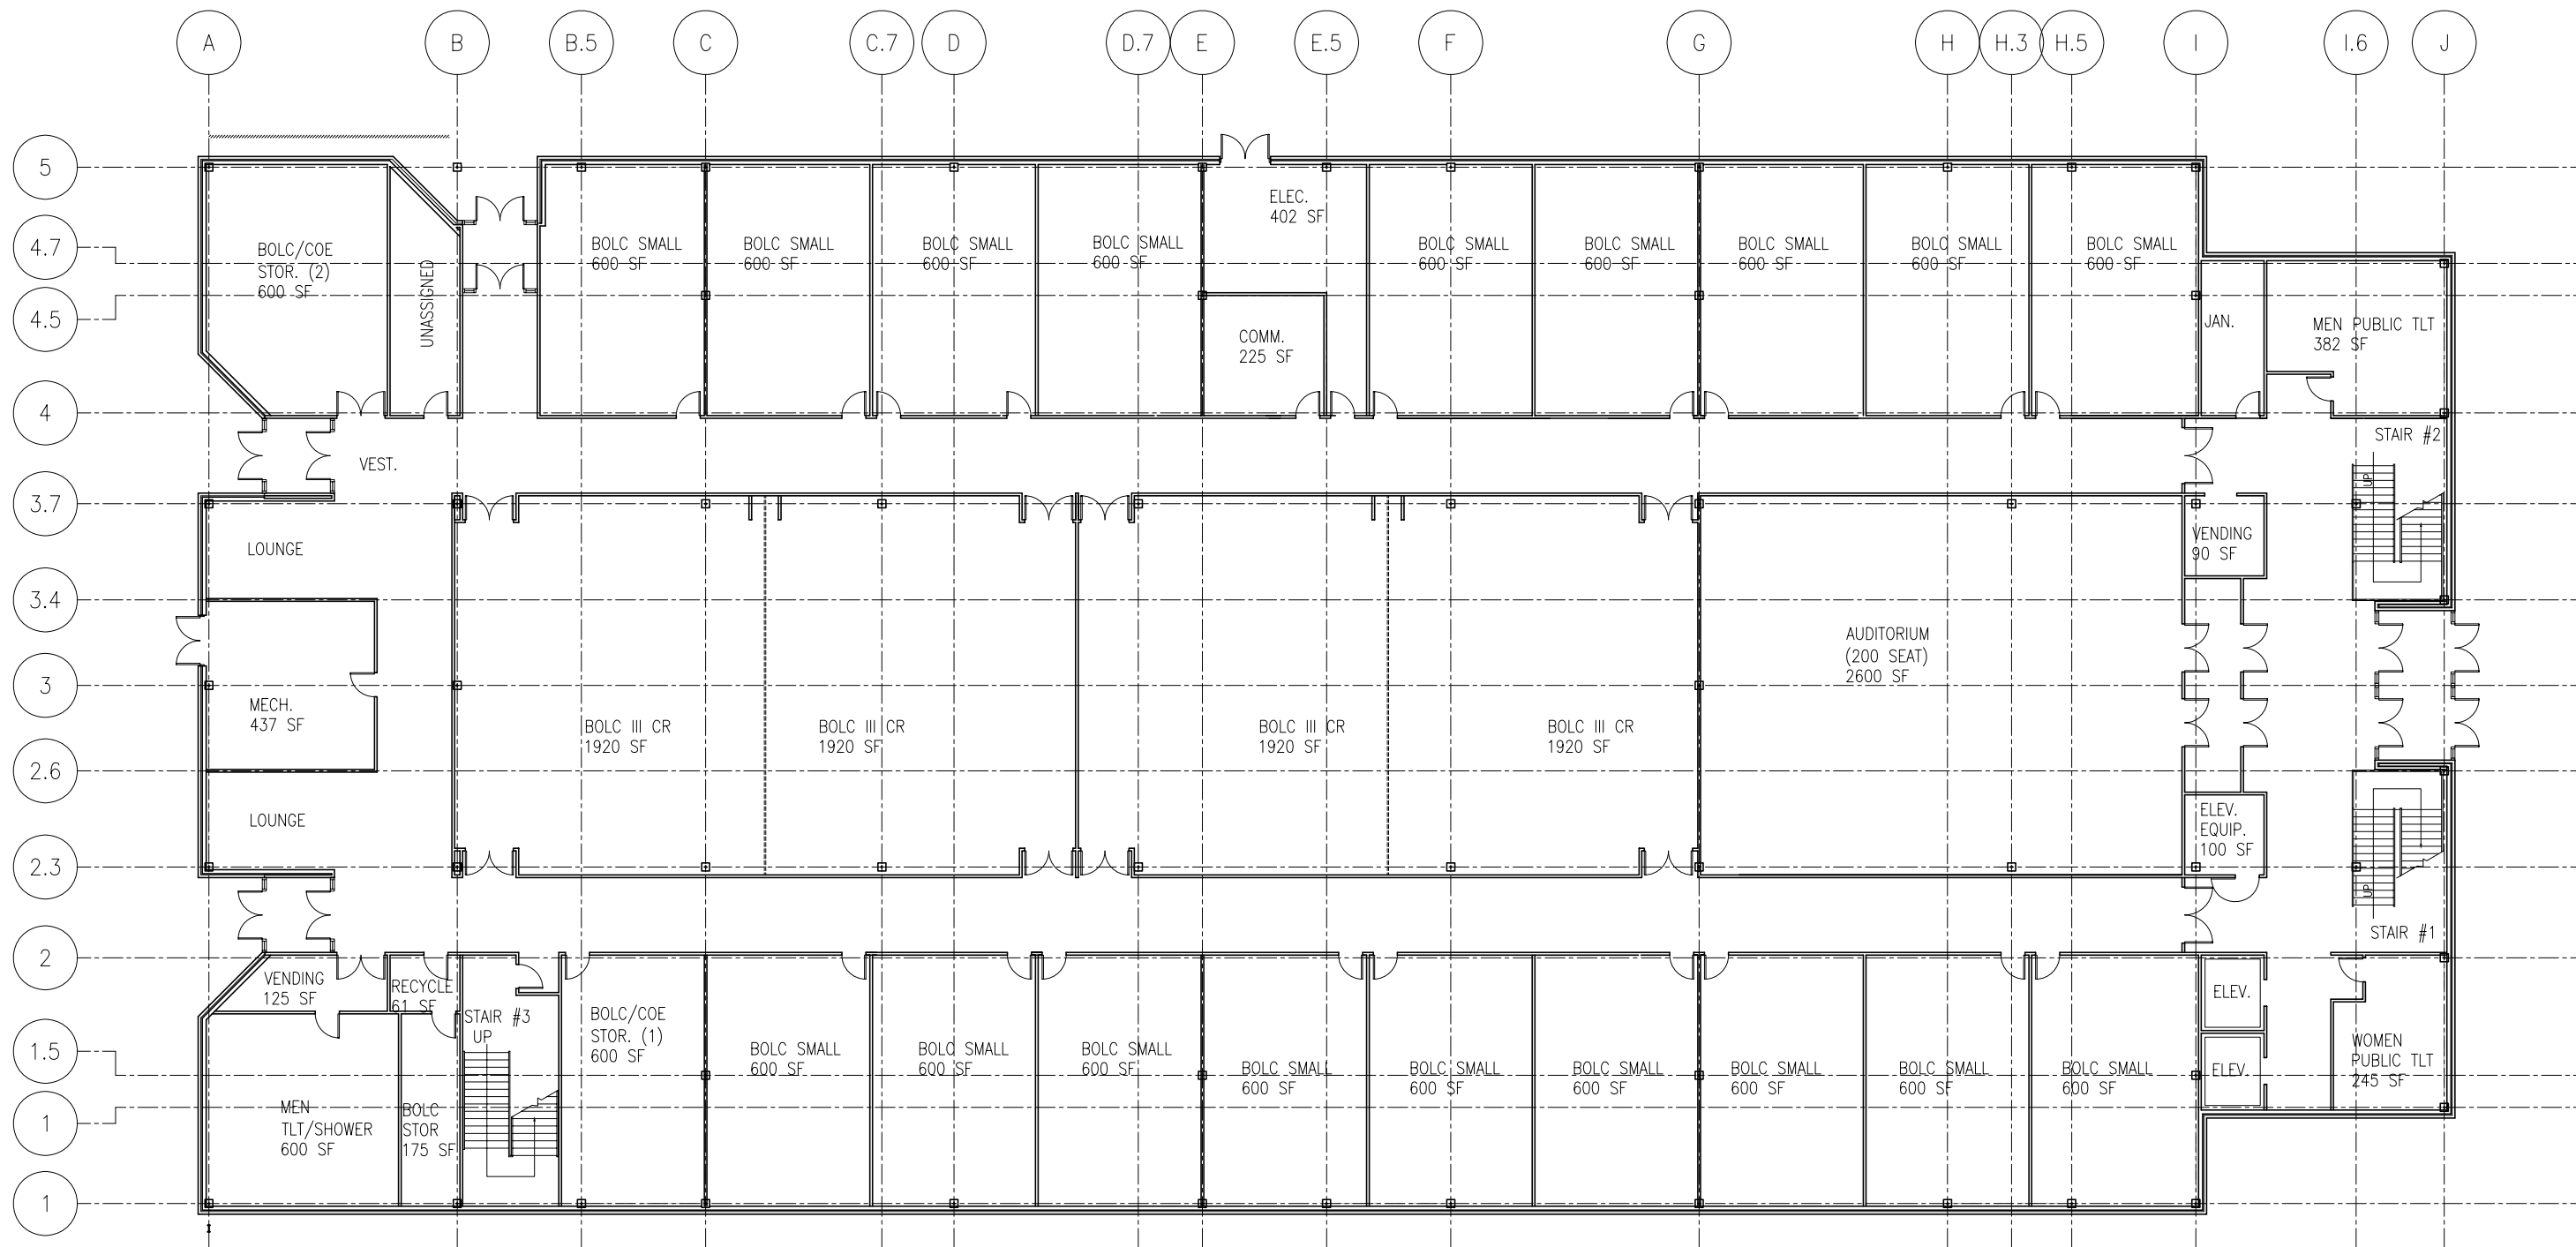 A
B
B.5
C
C.7
D
D.7
E
E.5
F
G
H
H.3
H.5
I
I.6
J
5
4.7
4.5
4
3.7
3.4
3
2.6
2.3
2
1.5
1
1
BOLC/COE
STOR. (2)
600 SF
UNASSIGNED
BOLC SMALL
600 SF
BOLC SMALL
600 SF
BOLC SMALL
600 SF
BOLC SMALL
600 SF
ELEC.
402 SF
COMM.
225 SF
BOLC SMALL
600 SF
BOLC SMALL
600 SF
BOLC SMALL
600 SF
BOLC SMALL
600 SF
BOLC SMALL
600 SF
JAN.
MEN PUBLIC TLT
382 SF
VEST.
STAIR #2
UP
LOUNGE
MECH.
437 SF
LOUNGE
BOLC III CR
1920 SF
BOLC III CR
1920 SF
BOLC III CR
1920 SF
BOLC III CR
1920 SF
AUDITORIUM
(200 SEAT)
2600 SF
VENDING
90 SF
ELEV.
EQUIP.
100 SF
UP
STAIR #1
VENDING
125 SF
RECYCLE
61 SF
STAIR #3
UP
MEN
TLT/SHOWER
600 SF
BOLC
STOR
175 SF
BOLC/COE
STOR. (1)
600 SF
BOLC SMALL
600 SF
BOLC SMALL
600 SF
BOLC SMALL
600 SF
BOLC SMALL
600 SF
BOLC SMALL
600 SF
BOLC SMALL
600 SF
BOLC SMALL
600 SF
BOLC SMALL
600 SF
BOLC SMALL
600 SF
ELEV.
ELEV.
WOMEN
PUBLIC TLT
245 SF